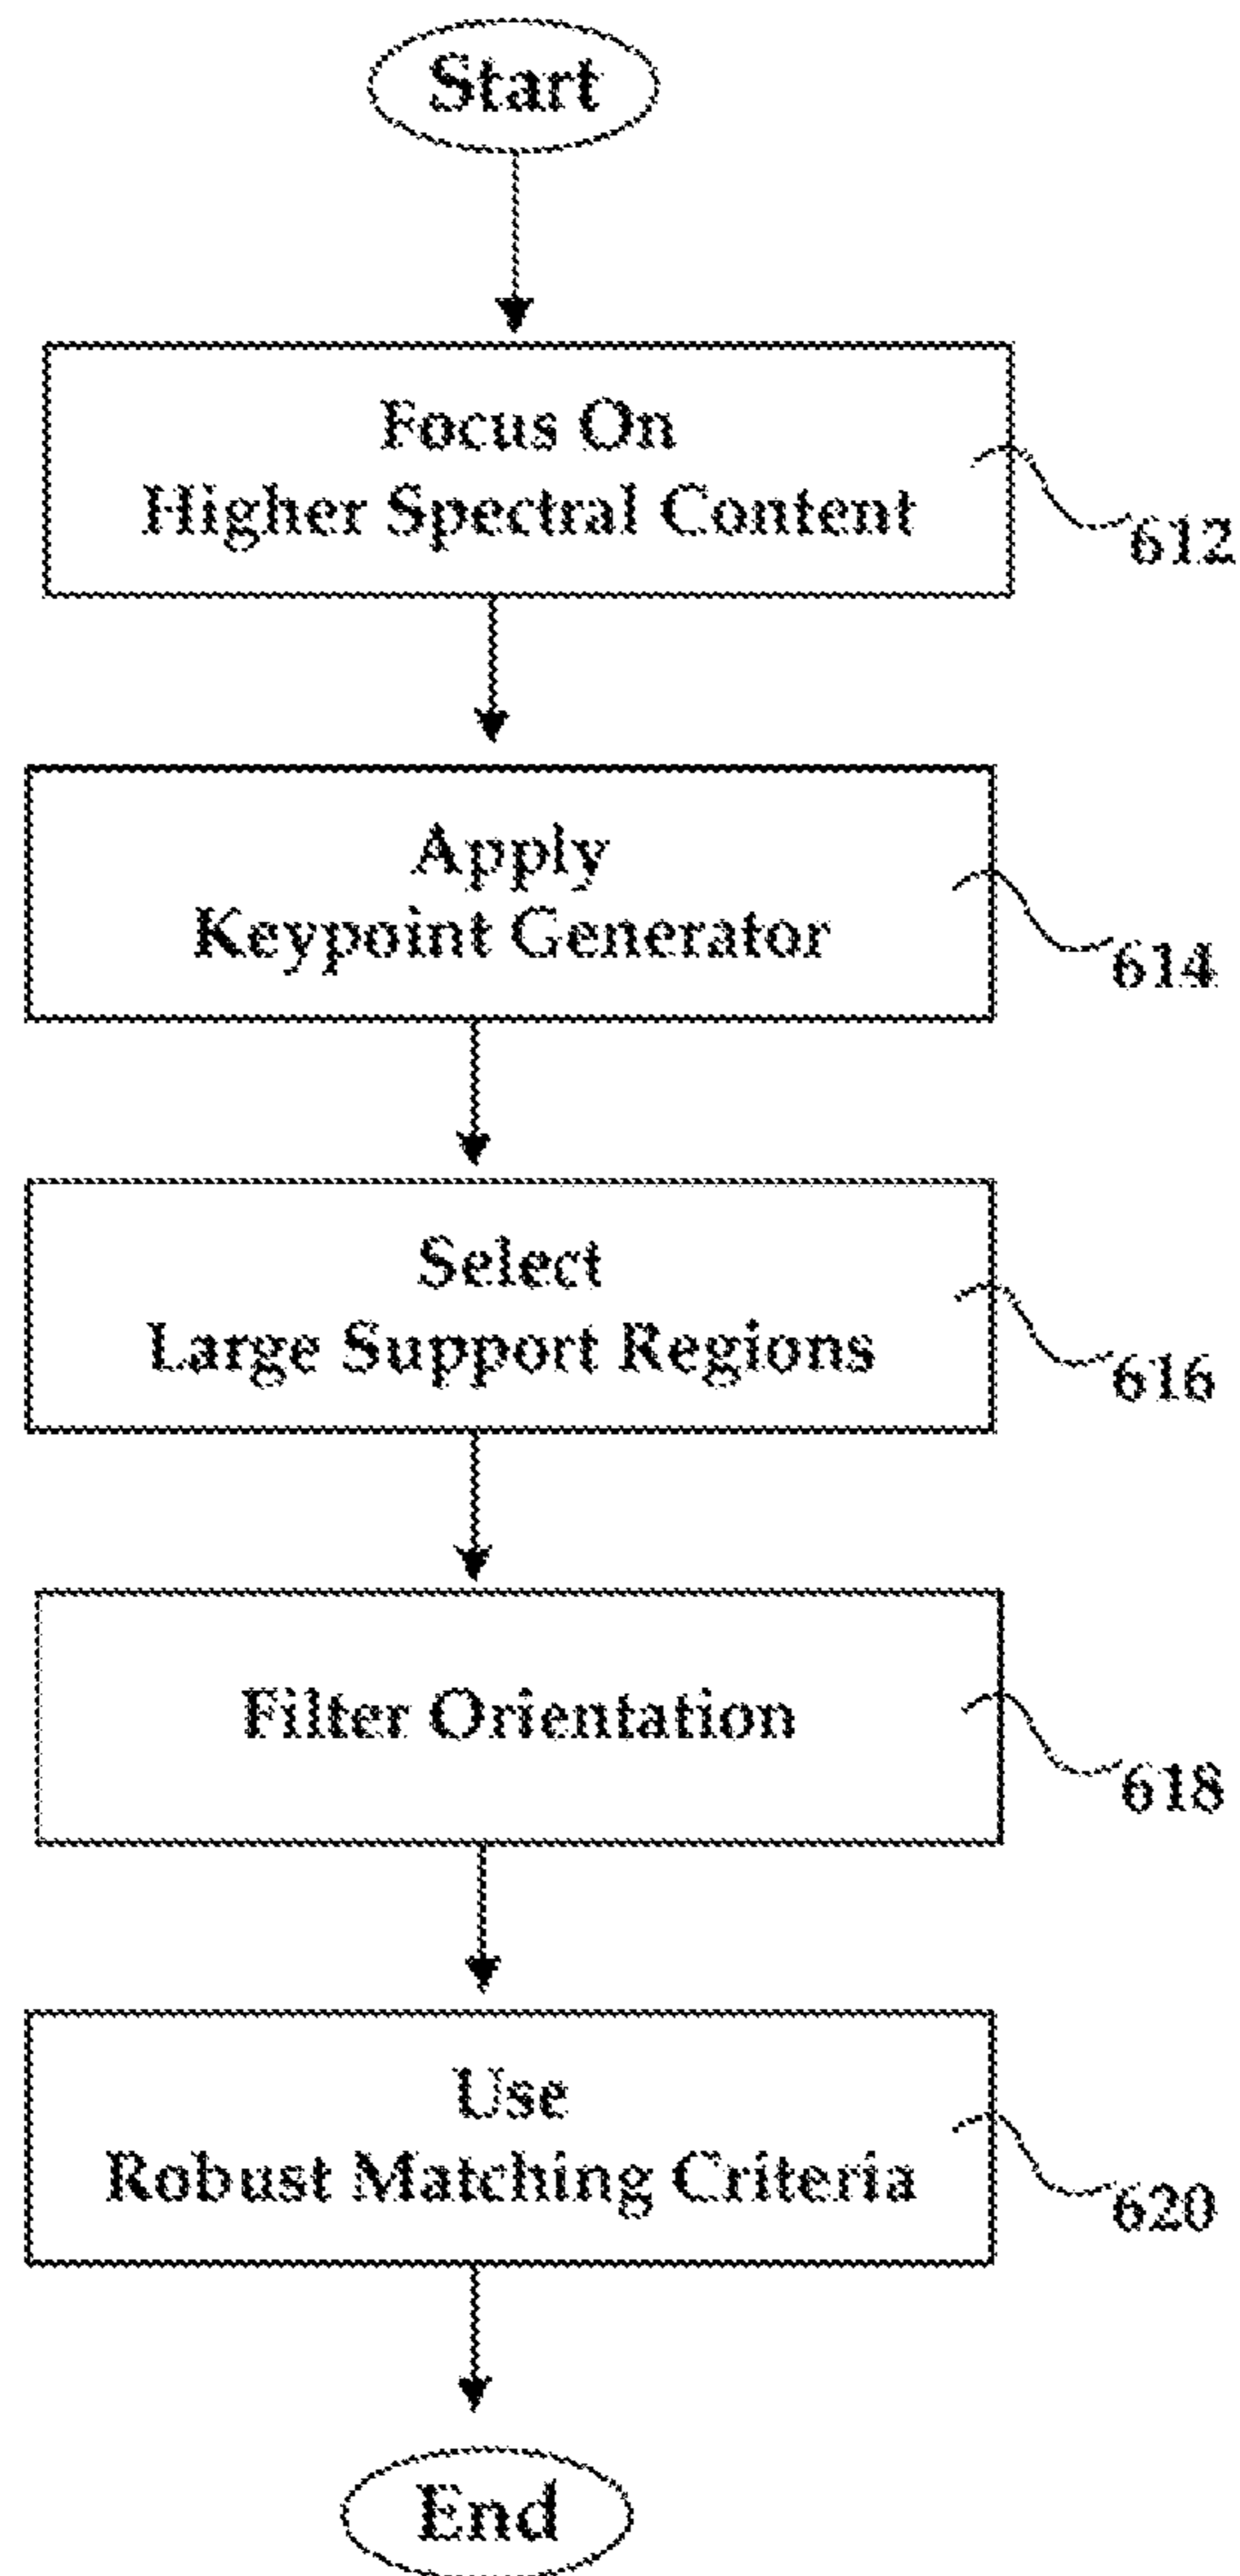 Start
Focus On
Higher Spectral Content
612
Apply
Keypoint Generator
614
Select
Large Support Regions
616
Filter Orientation
618
Use
Robust Matching Criteria
620
End